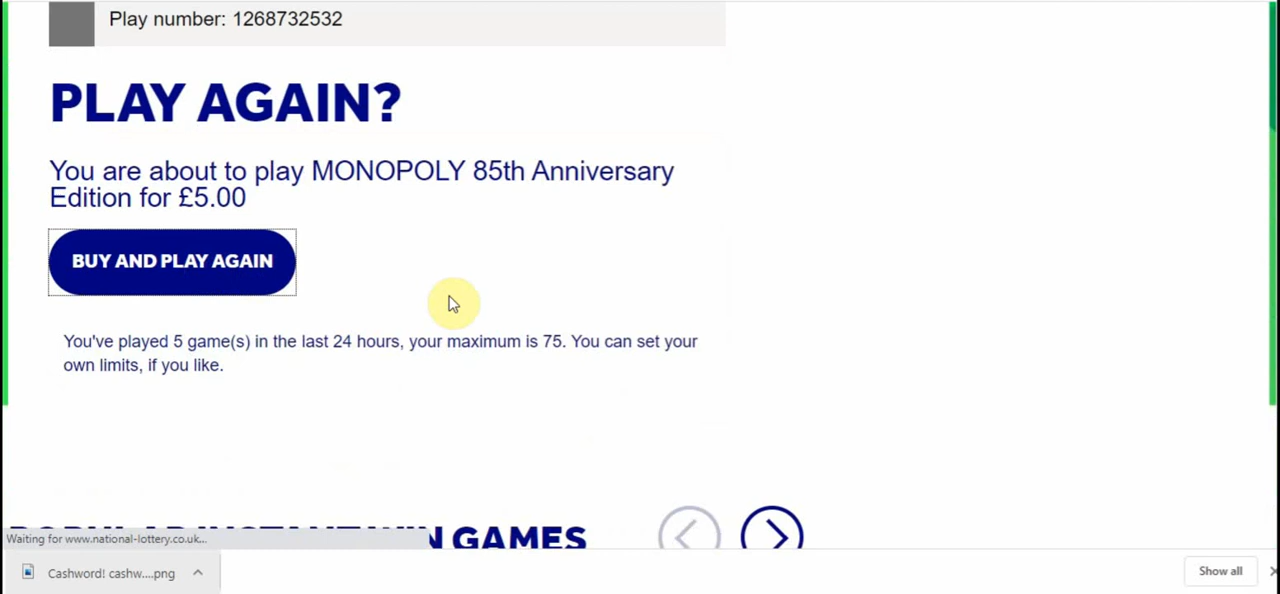 Play number: 1268732532
PLAY AGAIN?
You are about to play MONOPOLY 85th Anniversary
Edition for £5.00
BUY AND PLAY AGAIN
You've played 5 game(s) in the last 24 hours, your maximum is 75. You can set your
own limits, if you like.
POPULAR INSTANT WIN GAMES
Waiting for www.national-lottery.co.uk...
Cashword! cashw....png
Show all